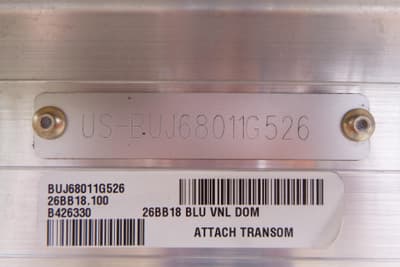 US-BUJ68011G526
BUJ68011G526
26BB18.100
B426330
26BB18 BLU VNL DOM
ATTACH TRANSOM